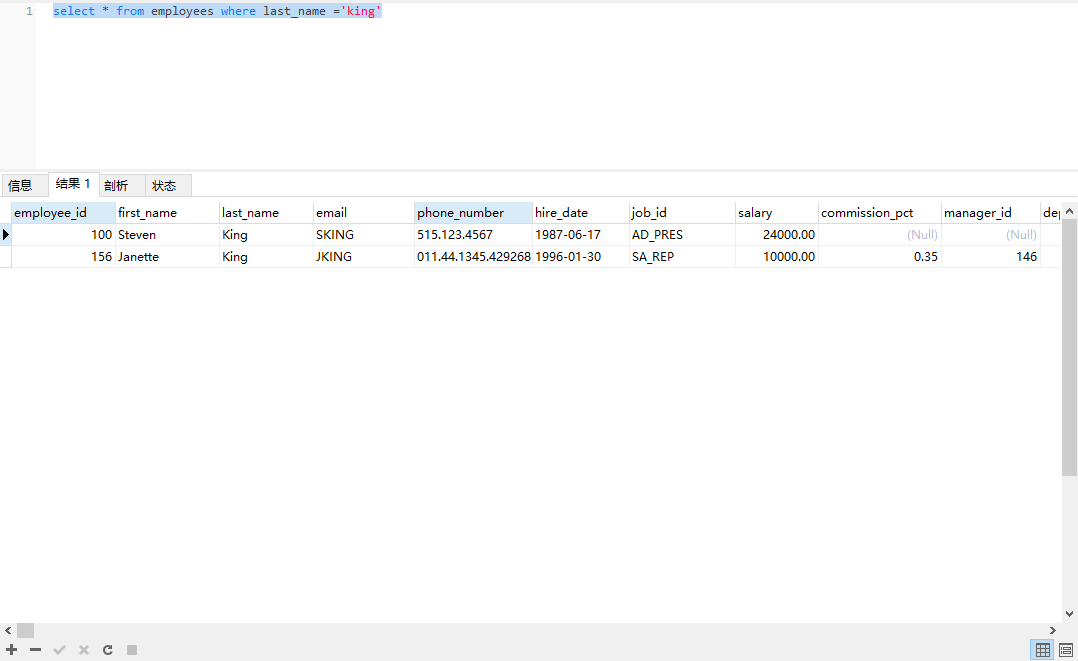 1 select * from employees where last_name ='king'
信息 结果 1 剖析 状态
employee_id first_name last_name email phone_number hire_date job_id salary commission_pct manager_id
100 Steven King SKING 515.123.4567 1987-06-17 AD_PRES 24000.00 (Null) (Null)
156 Janette King JKING 011.44.1345.429268 1996-01-30 SA_REP 10000.00 0.35 146